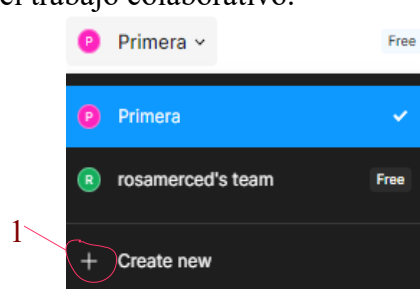 el trabajo colaborativo.
P Primera Free
P Primera
R rosamerced's team Free
1
+ Create new